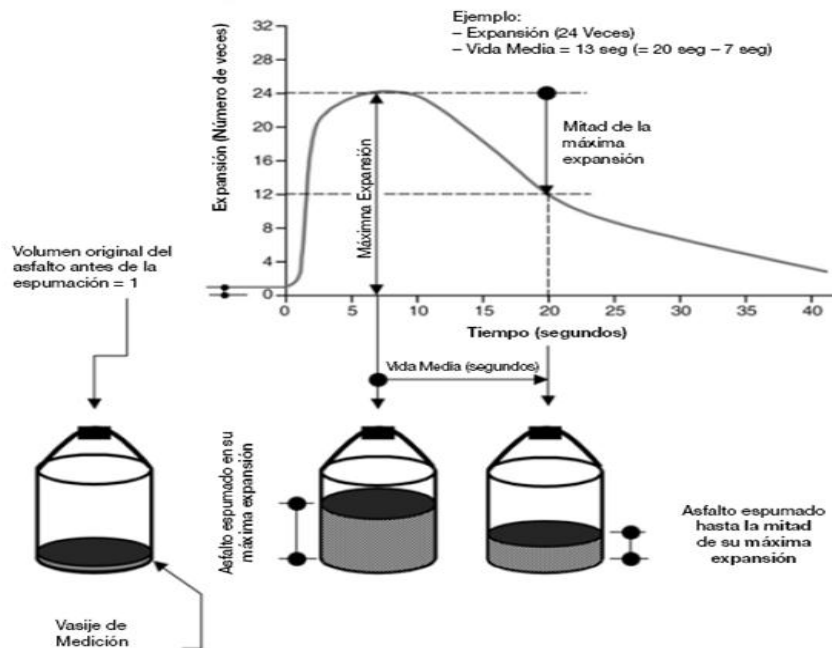 Ejemplo:
– Expansión (24 Veces)
– Vida Media = 13 seg (= 20 seg – 7 seg)
Expansión (Número de veces)
32
28
24
20
16
12
8
4
0
Máximna Expansión
Mitad de la
máxima
expansión
0
5
10
15
20
25
30
35
40
Tiempo (segundos)
Volumen original del
asfalto antes de la
espumación = 1
Vida Media (segundos)
Asfalto espumado en su
máxima expansión
Asfalto espumado
hasta la mitad
de su máxima
expansión
Vasije de
Medición